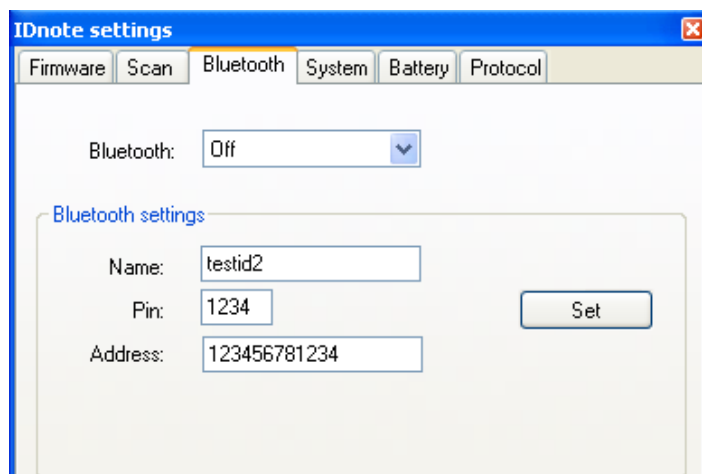 IDnote settings
Firmware Scan Bluetooth System Battery Protocol
Bluetooth: Off
Bluetooth settings
Name: testid2
Pin: 1234 Set
Address: 123456781234